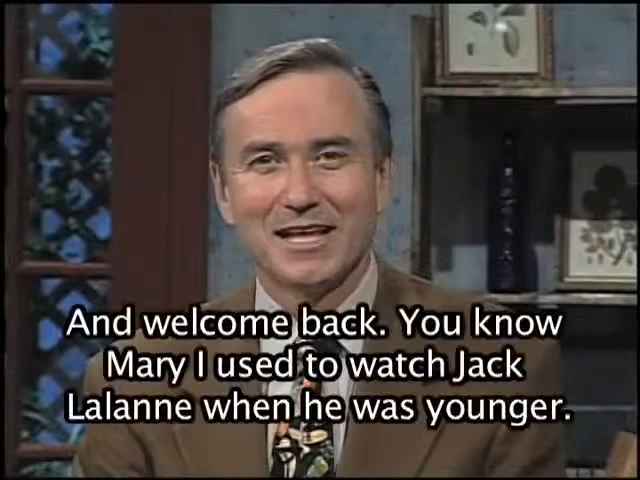 And welcome back. You know
Mary I used to watch Jack
Lalanne when he was younger.